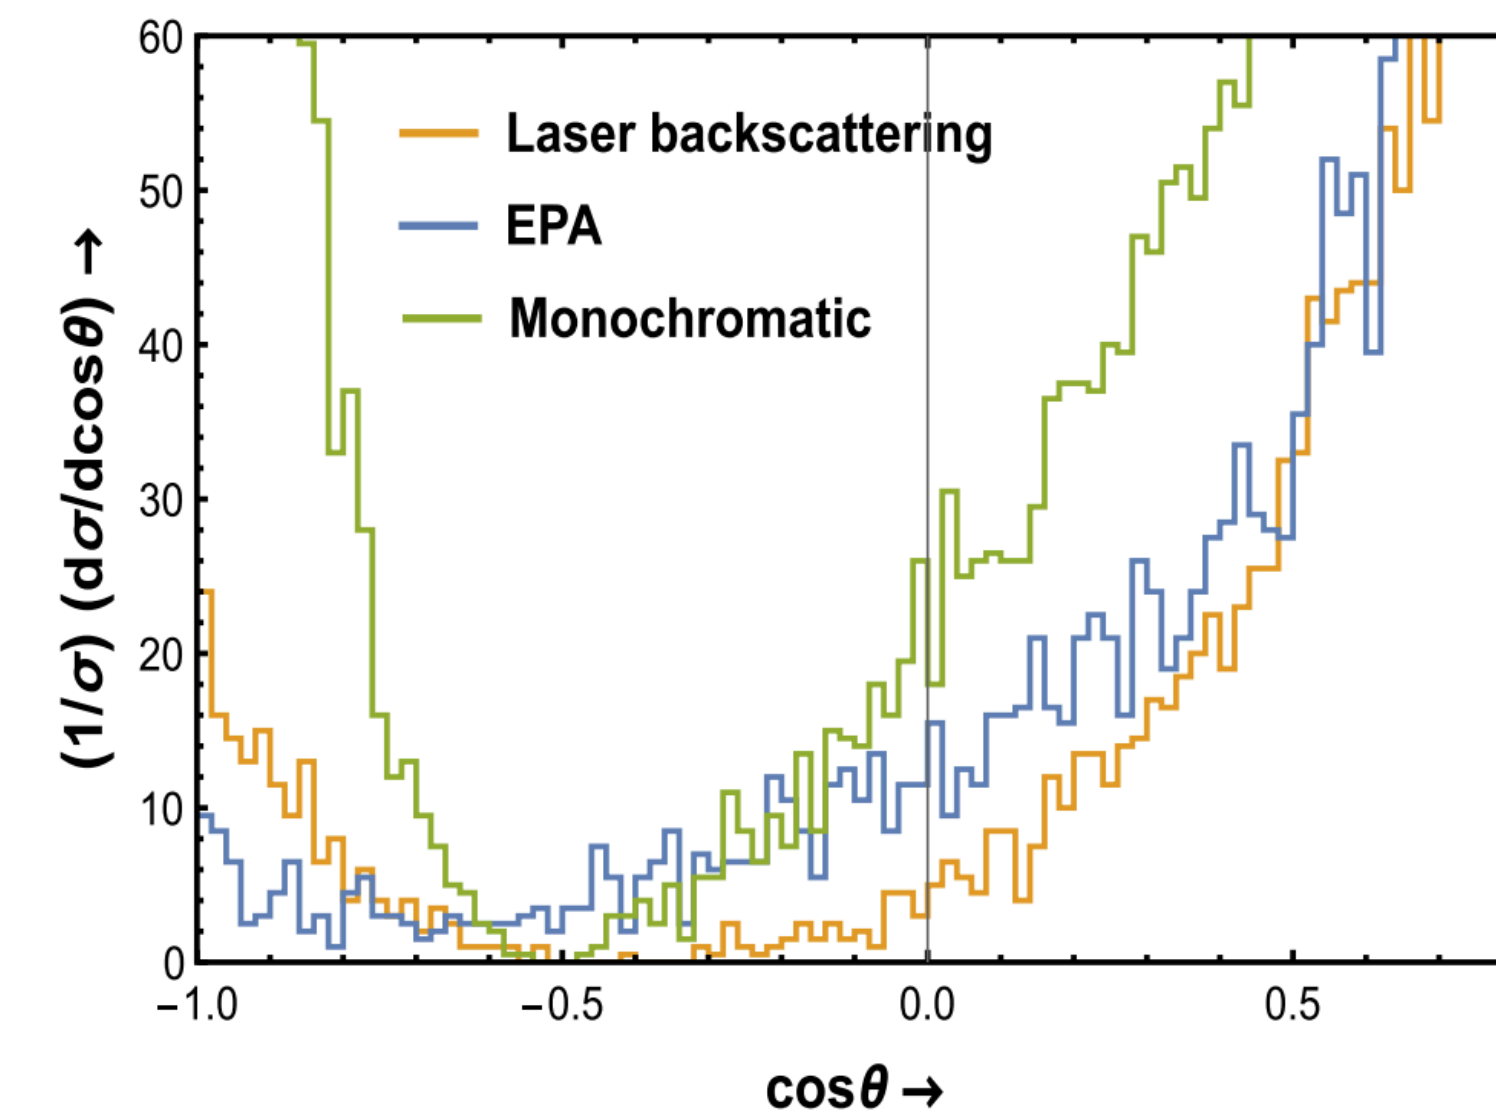 60
Laser backscattering
50
EPA
Monochromatic
40
30
20
10
0
(1/σ) (dσ/dcosθ) →
−1.0 −0.5 0.0 0.5
cosθ →